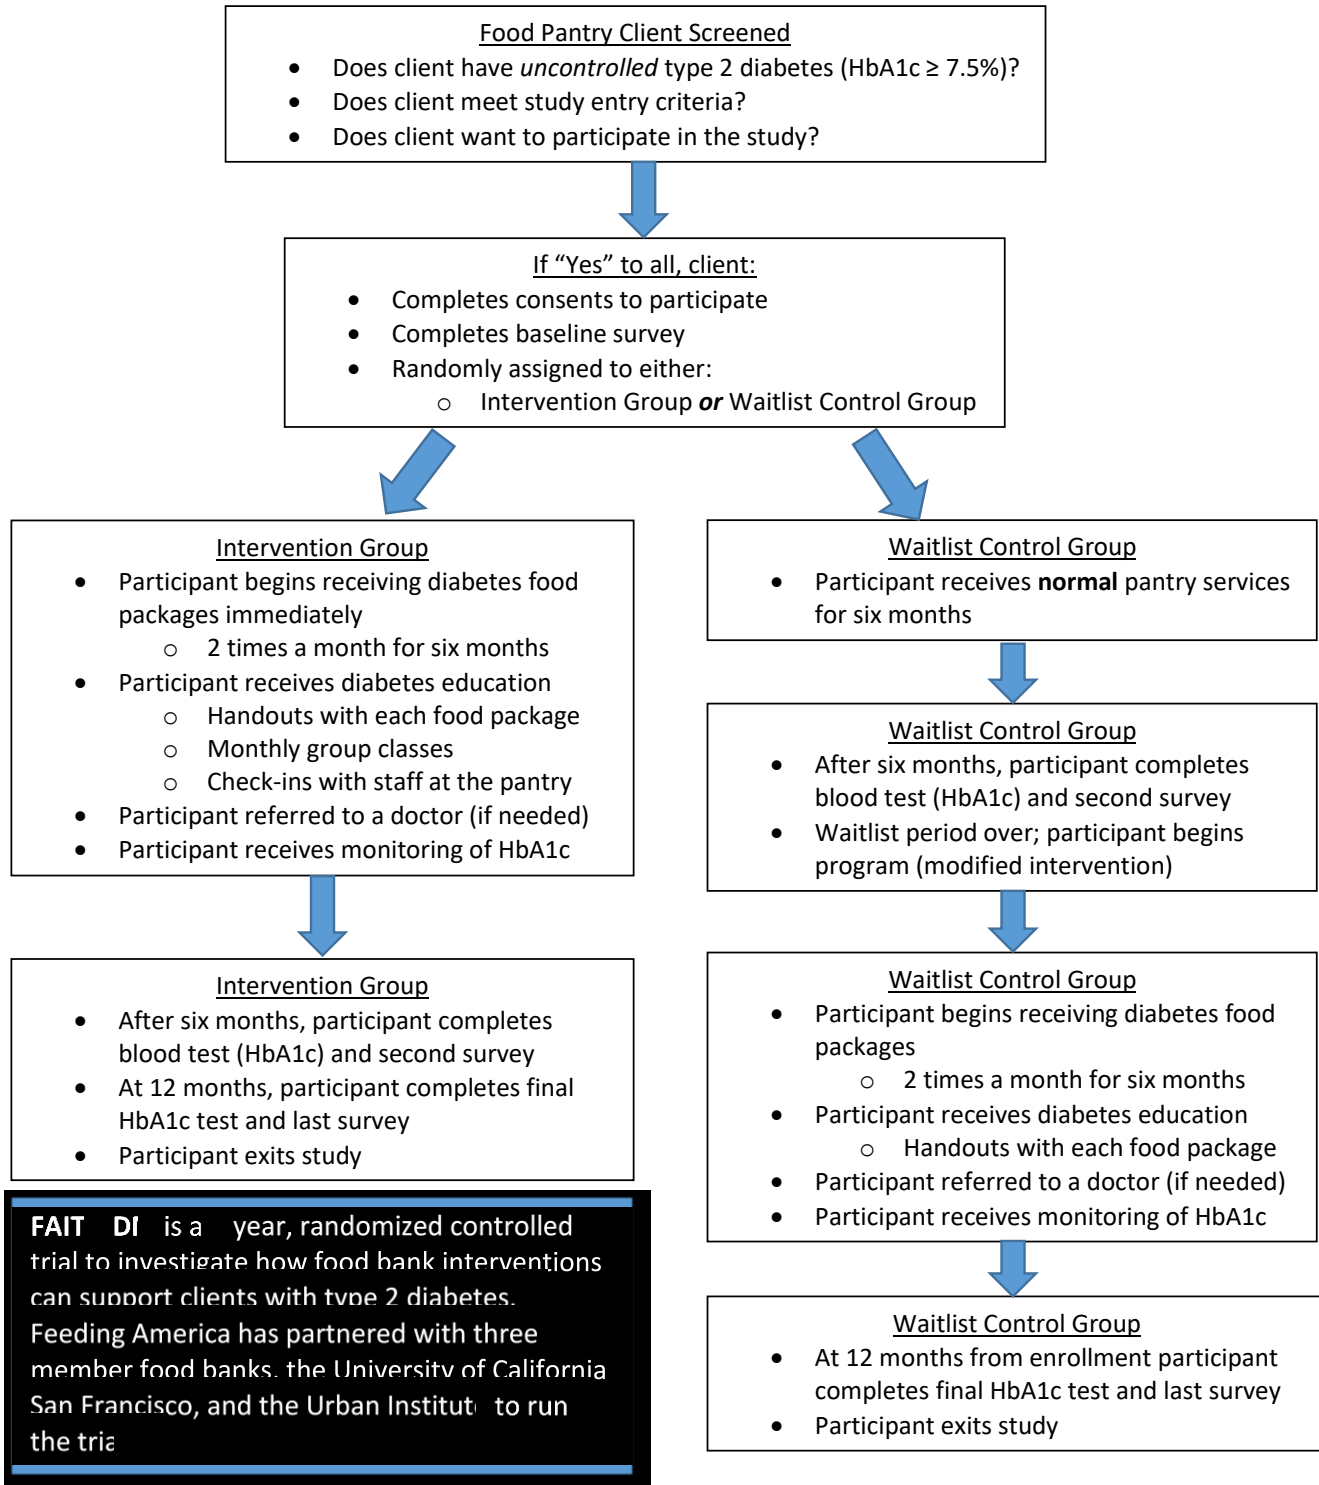 Food Pantry Client Screened
• Does client have uncontrolled type 2 diabetes (HbA1c ≥ 7.5%)?
• Does client meet study entry criteria?
• Does client want to participate in the study?
If “Yes” to all, client:
• Completes consents to participate
• Completes baseline survey
• Randomly assigned to either:
o Intervention Group or Waitlist Control Group
Intervention Group
• Participant begins receiving diabetes food
packages immediately
o 2 times a month for six months
• Participant receives diabetes education
o Handouts with each food package
o Monthly group classes
o Check-ins with staff at the pantry
• Participant referred to a doctor (if needed)
• Participant receives monitoring of HbA1c
Intervention Group
• After six months, participant completes
blood test (HbA1c) and second survey
• At 12 months, participant completes final
HbA1c test and last survey
• Participant exits study
Waitlist Control Group
• Participant receives normal pantry services
for six months
Waitlist Control Group
• After six months, participant completes
blood test (HbA1c) and second survey
• Waitlist period over; participant begins
program (modified intervention)
Waitlist Control Group
• Participant begins receiving diabetes food
packages
o 2 times a month for six months
• Participant receives diabetes education
o Handouts with each food package
• Participant referred to a doctor (if needed)
• Participant receives monitoring of HbA1c
Waitlist Control Group
• At 12 months from enrollment participant
completes final HbA1c test and last survey
• Participant exits study
is a year, randomized controlled
trial to investigate how food bank interventions
can support clients with type 2 diabetes.
Feeding America has partnered with three
member food banks, the University of California
San Francisco, and the Urban to run
the